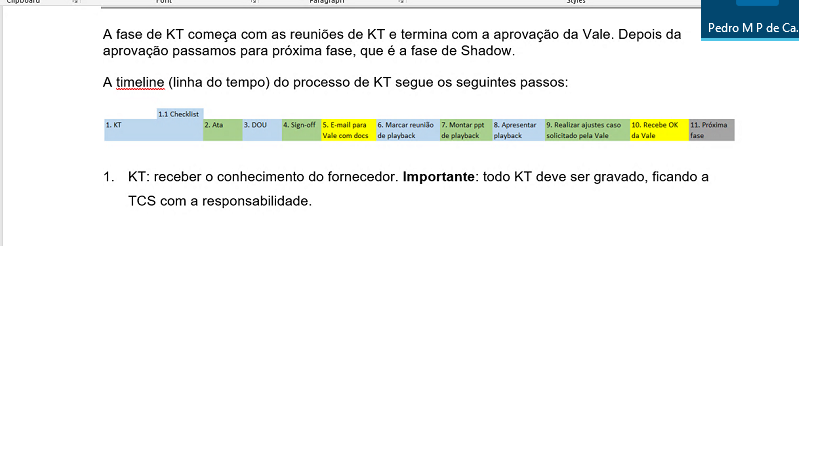 Clipboard
Font
Paragraph
Styles
Pedro M P de Ca.
A fase de KT começa com as reuniões de KT e termina com a aprovação da Vale. Depois da
aprovação passamos para próxima fase, que é a fase de Shadow.
A timeline (linha do tempo) do processo de KT segue os seguintes passos:
1.1 Checklist
1. KT
2. Ata
3. DOU
4. Sign-off
5. E-mail para
Vale com docs
6. Marcar reunião
de playback
7. Montar ppt
de playback
8. Apresentar
playback
9. Realizar ajustes caso
solicitado pela Vale
10. Recebe OK
da Vale
11. Próxima
fase
1. KT: receber o conhecimento do fornecedor. Importante: todo KT deve ser gravado, ficando a
TCS com a responsabilidade.